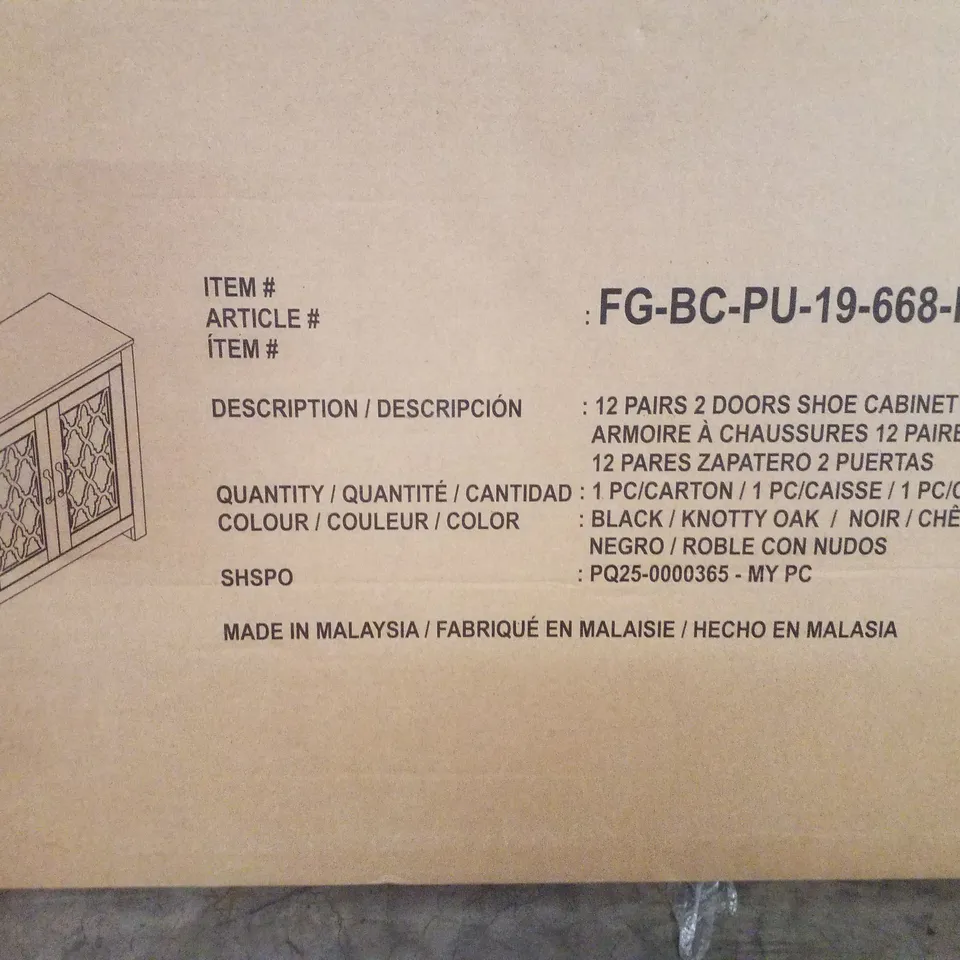 ITEM #
ARTICLE # : FG-BC-PU-19-668-
ÍTEM #
DESCRIPTION / DESCRIPCIÓN : 12 PAIRS 2 DOORS SHOE CABINET
ARMOIRE À CHAUSSURES 12 PAIRE
12 PARES ZAPATERO 2 PUERTAS
QUANTITY / QUANTITÉ / CANTIDAD : 1 PC/CARTON / 1 PC/CAISSE / 1 PC/
COLOUR / COULEUR / COLOR : BLACK / KNOTTY OAK / NOIR / CHÊ
NEGRO / ROBLE CON NUDOS
SHSPO : PQ25-0000365 - MY PC
MADE IN MALAYSIA / FABRIQUÉ EN MALAISIE / HECHO EN MALASIA